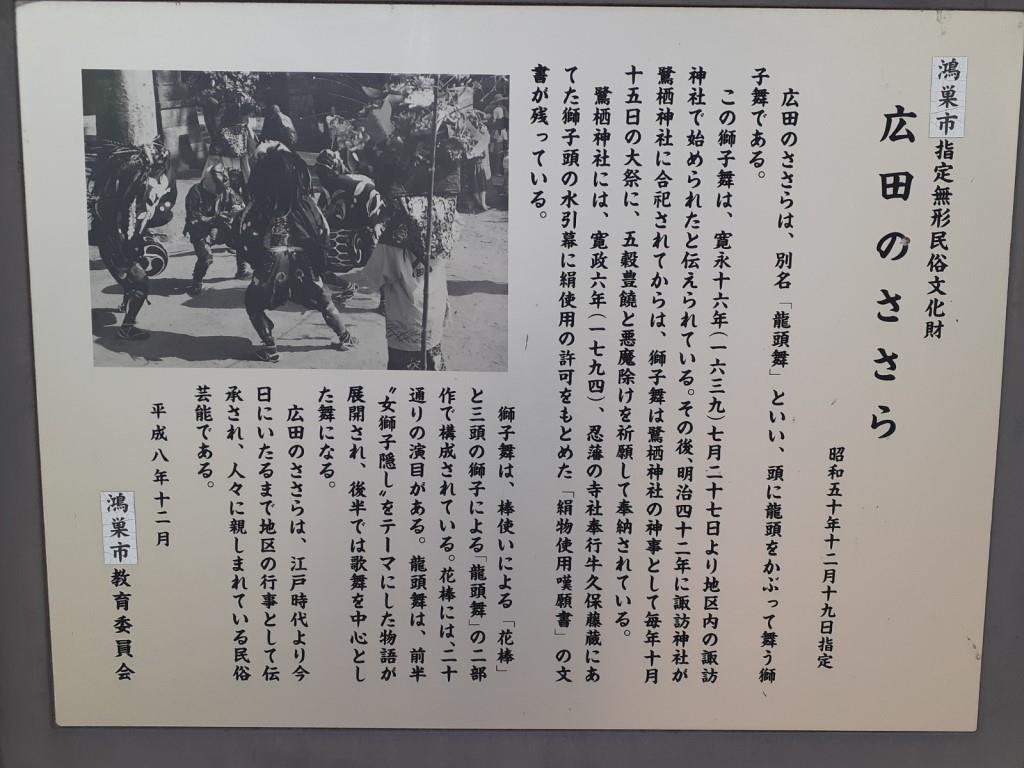 鴻巣市指定無形民俗文化財
広田のささら
昭和五十年十二月十九日指定
広田のささらは、別名「龍頭舞」といい、頭に龍頭をかぶって舞う獅
子舞である。
この獅子舞は、寛永十六年(一六三九)七月二十七日より地区内の諏訪
神社で始められたと伝えられている。その後、明治四十二年に諏訪神社が
鷺栖神社に合祀されてからは、獅子舞は鷺栖神社の神事として毎年十月
十五日の大祭に、五穀豊饒と悪魔除けを祈願して奉納されている。
鷺栖神社には、寛政六年(一七九四)、忍藩の寺社奉行牛久保藤蔵にあ
てた獅子頭の水引幕に絹使用の許可をもとめた「絹物使用嘆願書」の文
書が残っている。
獅子舞は、棒使いによる「花棒」
と三頭の獅子による「龍頭舞」の二部
作で構成されている。花棒には、二十
通りの演目がある。龍頭舞は、前半
〝女獅子隠し〟をテーマにした物語が
展開され、後半では歌舞を中心とし
た舞になる。
広田のささらは、江戸時代より今
日にいたるまで地区の行事として伝
承され、人々に親しまれている民俗
芸能である。
平成八年十二月
鴻巣市教育委員会